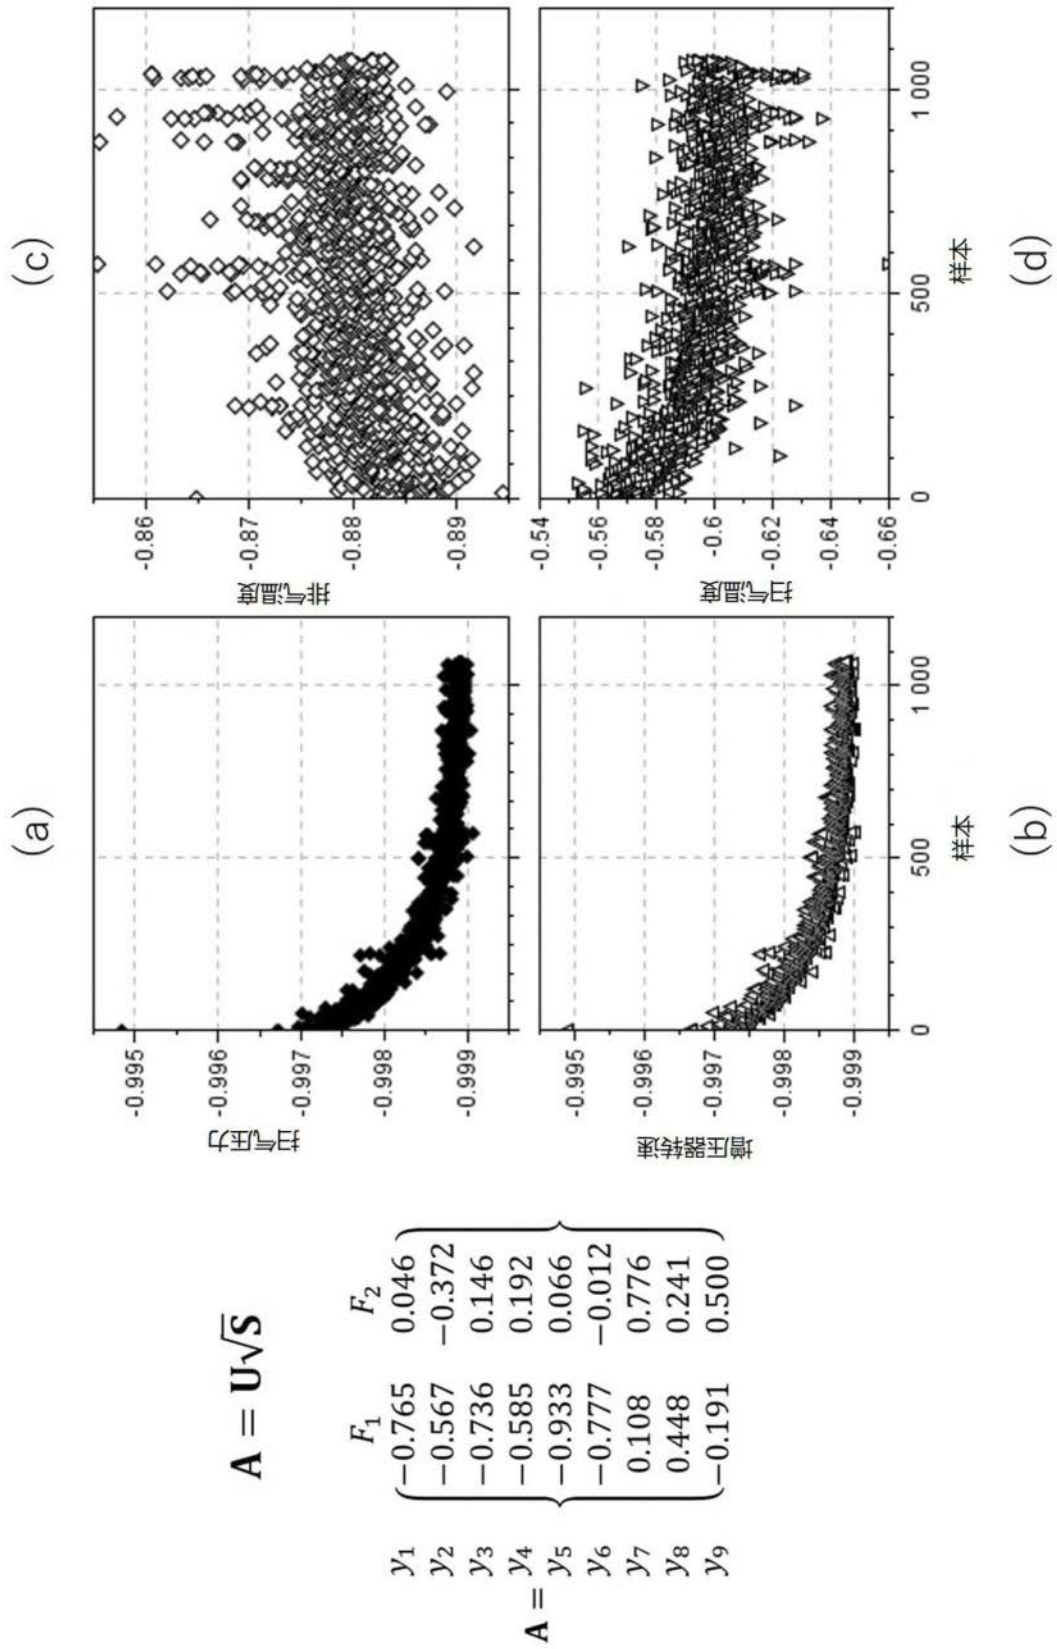 A = U√S
F₁ F₂
y₁ −0.765 0.046
y₂ −0.567 −0.372
y₃ −0.736 0.146
y₄ −0.585 0.192
A = y₅ −0.933 0.066
y₆ −0.777 −0.012
y₇ 0.108 0.776
y₈ 0.448 0.241
y₉ −0.191 0.500
(a)
扫气压力
-0.995
-0.996
-0.997
-0.998
-0.999
增压器转速
-0.995
-0.996
-0.997
-0.998
-0.999
0 500 1 000
样本
(b)
(c)
排气温度
-0.86
-0.87
-0.88
-0.89
扫气温度
-0.54
-0.56
-0.58
-0.6
-0.62
-0.64
-0.66
0 500 1 000
样本
(d)